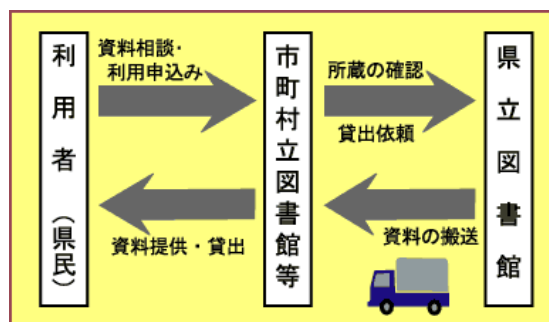 利用者（県民）
資料相談・
利用申込み
市町村立図書館等
所蔵の確認
貸出依頼
県立図書館
資料提供・貸出
資料の搬送